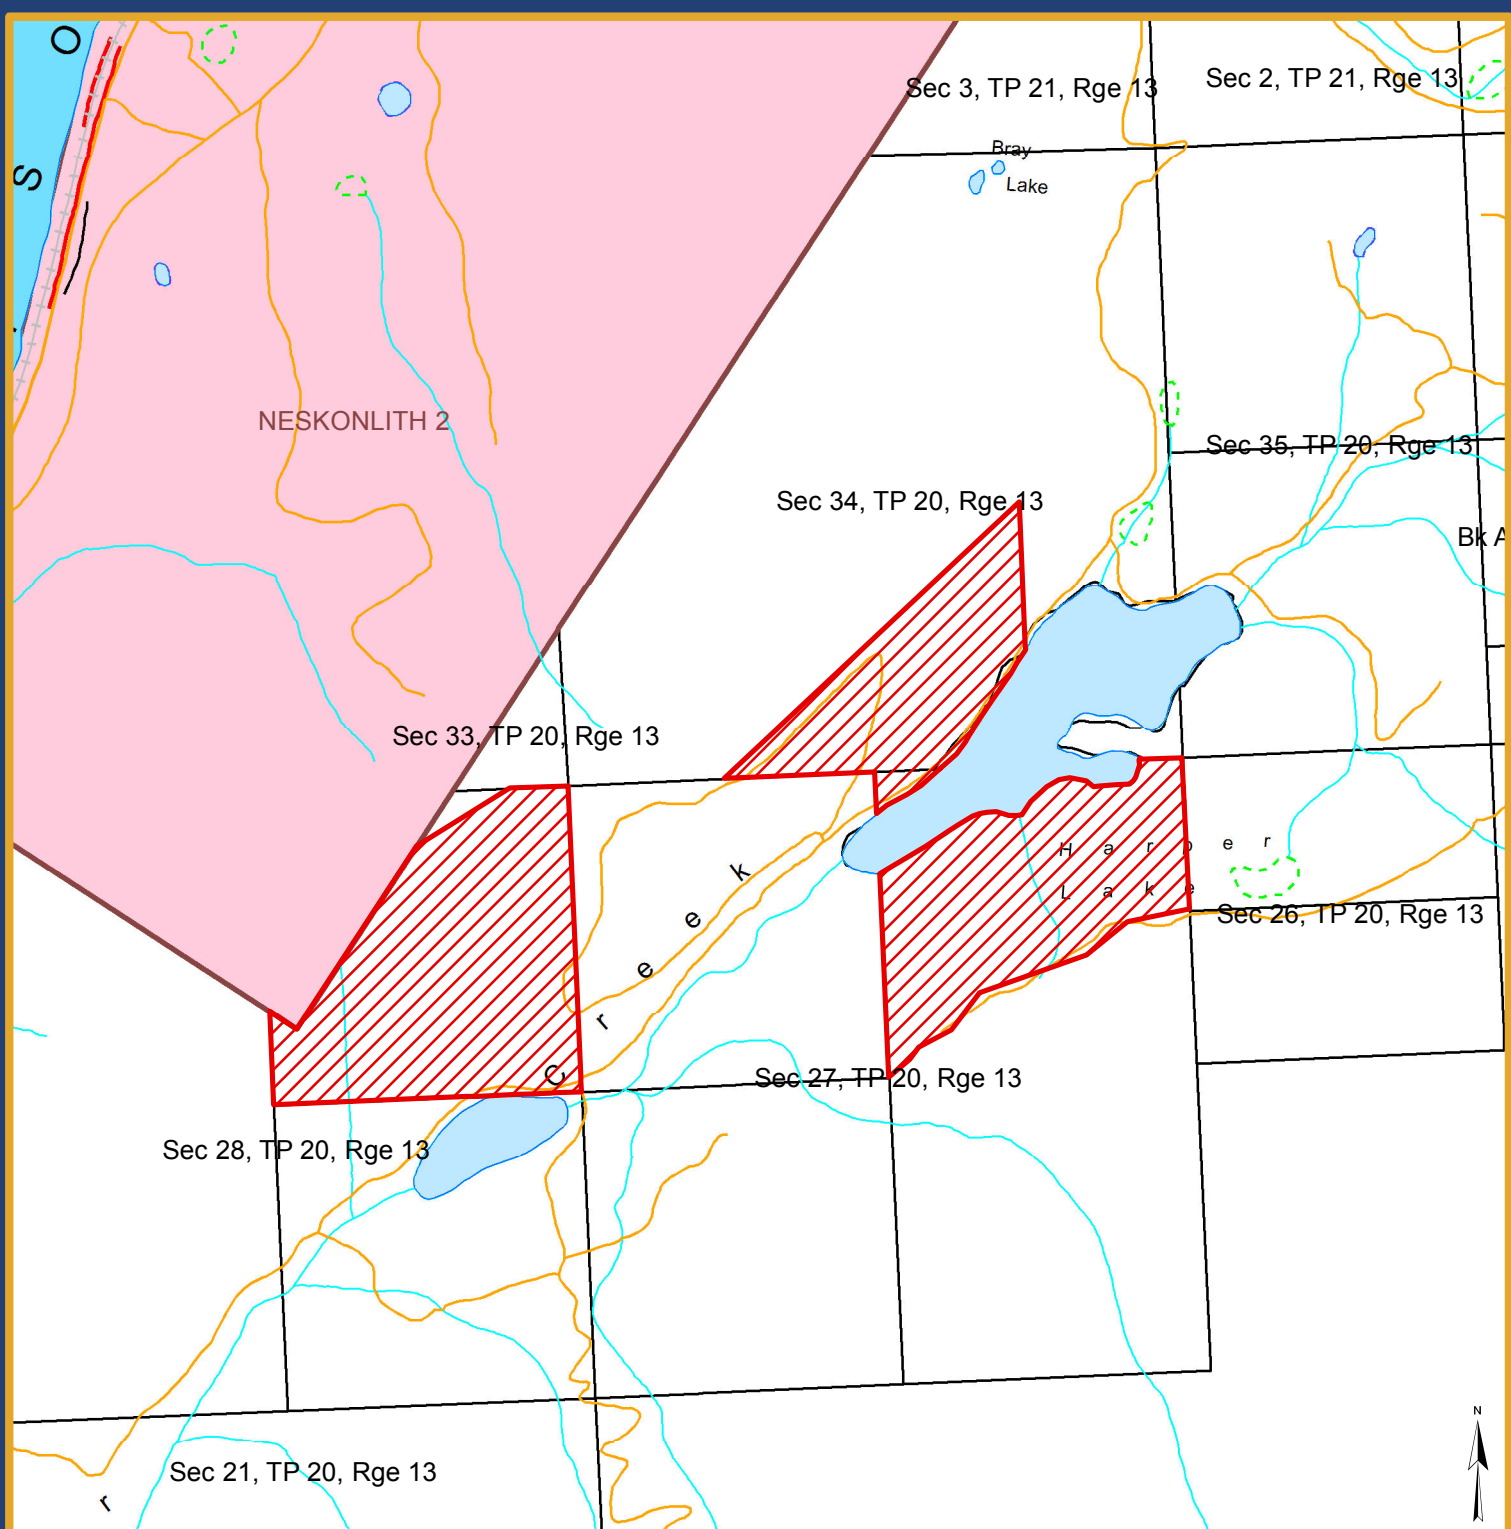 O
S
Sec 3, TP 21, Rge 13
Sec 2, TP 21, Rge 13
Bray
Lake
NESKONLITH 2
Sec 35, TP 20, Rge 13
Sec 34, TP 20, Rge 13
Bk A
Sec 33, TP 20, Rge 13
Harper
Lake
Creek
Sec 26, TP 20, Rge 13
Sec 27, TP 20, Rge 13
Sec 28, TP 20, Rge 13
Sec 21, TP 20, Rge 13
r
N